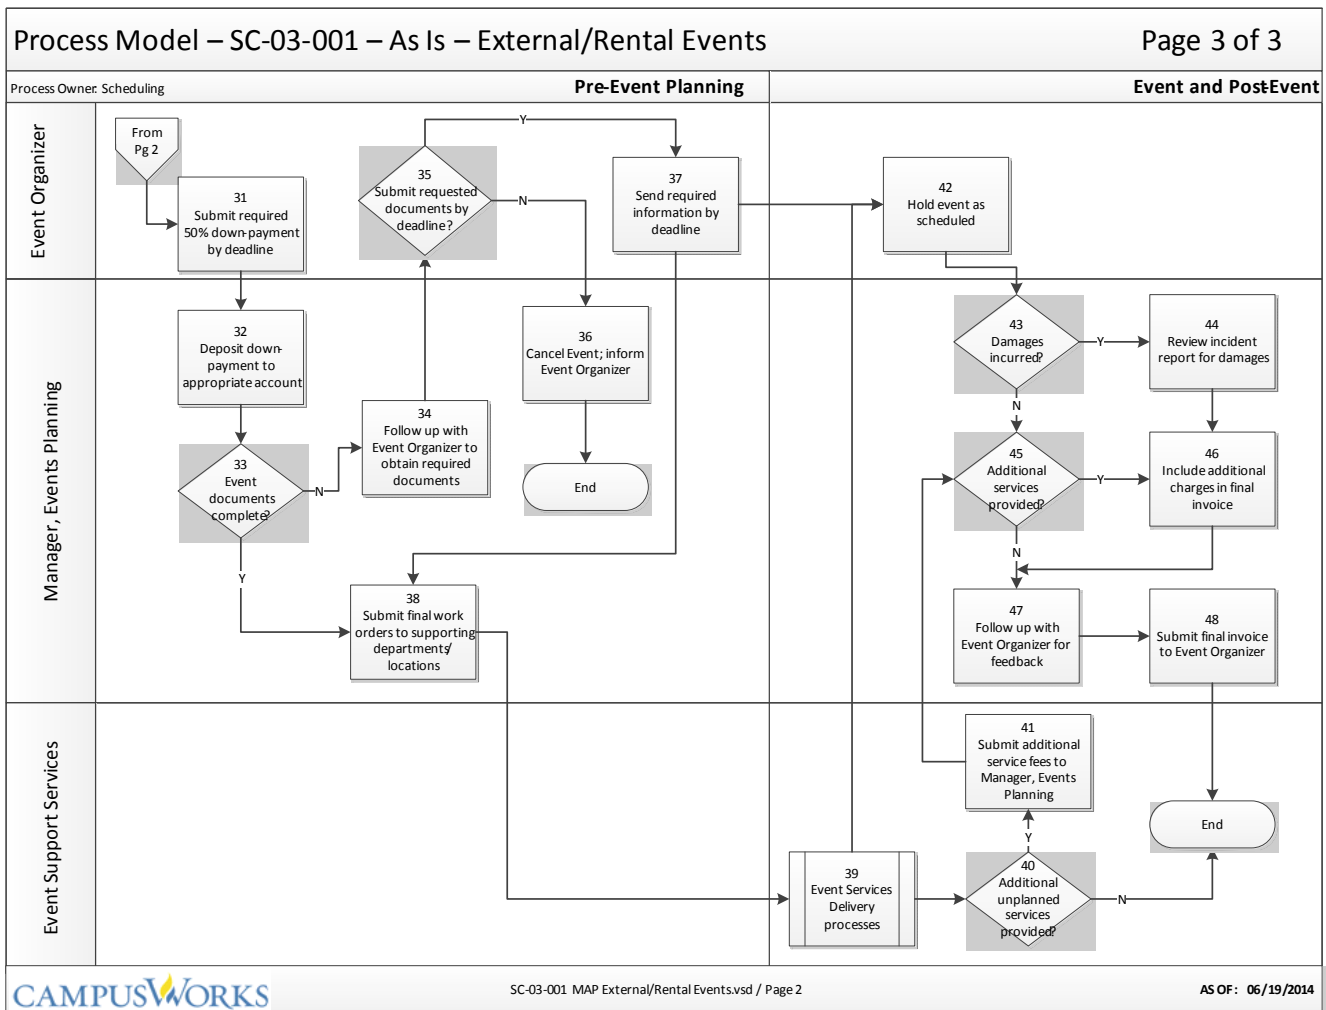 Process Model – SC-03-001 – As Is – External/Rental Events
Page 3 of 3
Process Owner: Scheduling
Pre-Event Planning
Event and Post-Event
Event Organizer
From
Pg 2
31
Submit required
50% down-payment
by deadline
35
Submit requested
documents by
deadline?
Y
N
37
Send required
information by
deadline
42
Hold event as
scheduled
Manager, Events Planning
32
Deposit down-
payment to
appropriate account
33
Event
documents
complete?
N
Y
34
Follow up with
Event Organizer to
obtain required
documents
36
Cancel Event; inform
Event Organizer
End
38
Submit final work
orders to supporting
departments/
locations
43
Damages
incurred?
Y
N
44
Review incident
report for damages
45
Additional
services
provided?
Y
N
46
Include additional
charges in final
invoice
47
Follow up with
Event Organizer for
feedback
48
Submit final invoice
to Event Organizer
Event Support Services
39
Event Services
Delivery
processes
40
Additional
unplanned
services
provided?
Y
N
41
Submit additional
service fees to
Manager, Events
Planning
End
CAMPUSWORKS
SC-03-001 MAP External/Rental Events.vsd / Page 2
AS OF: 06/19/2014